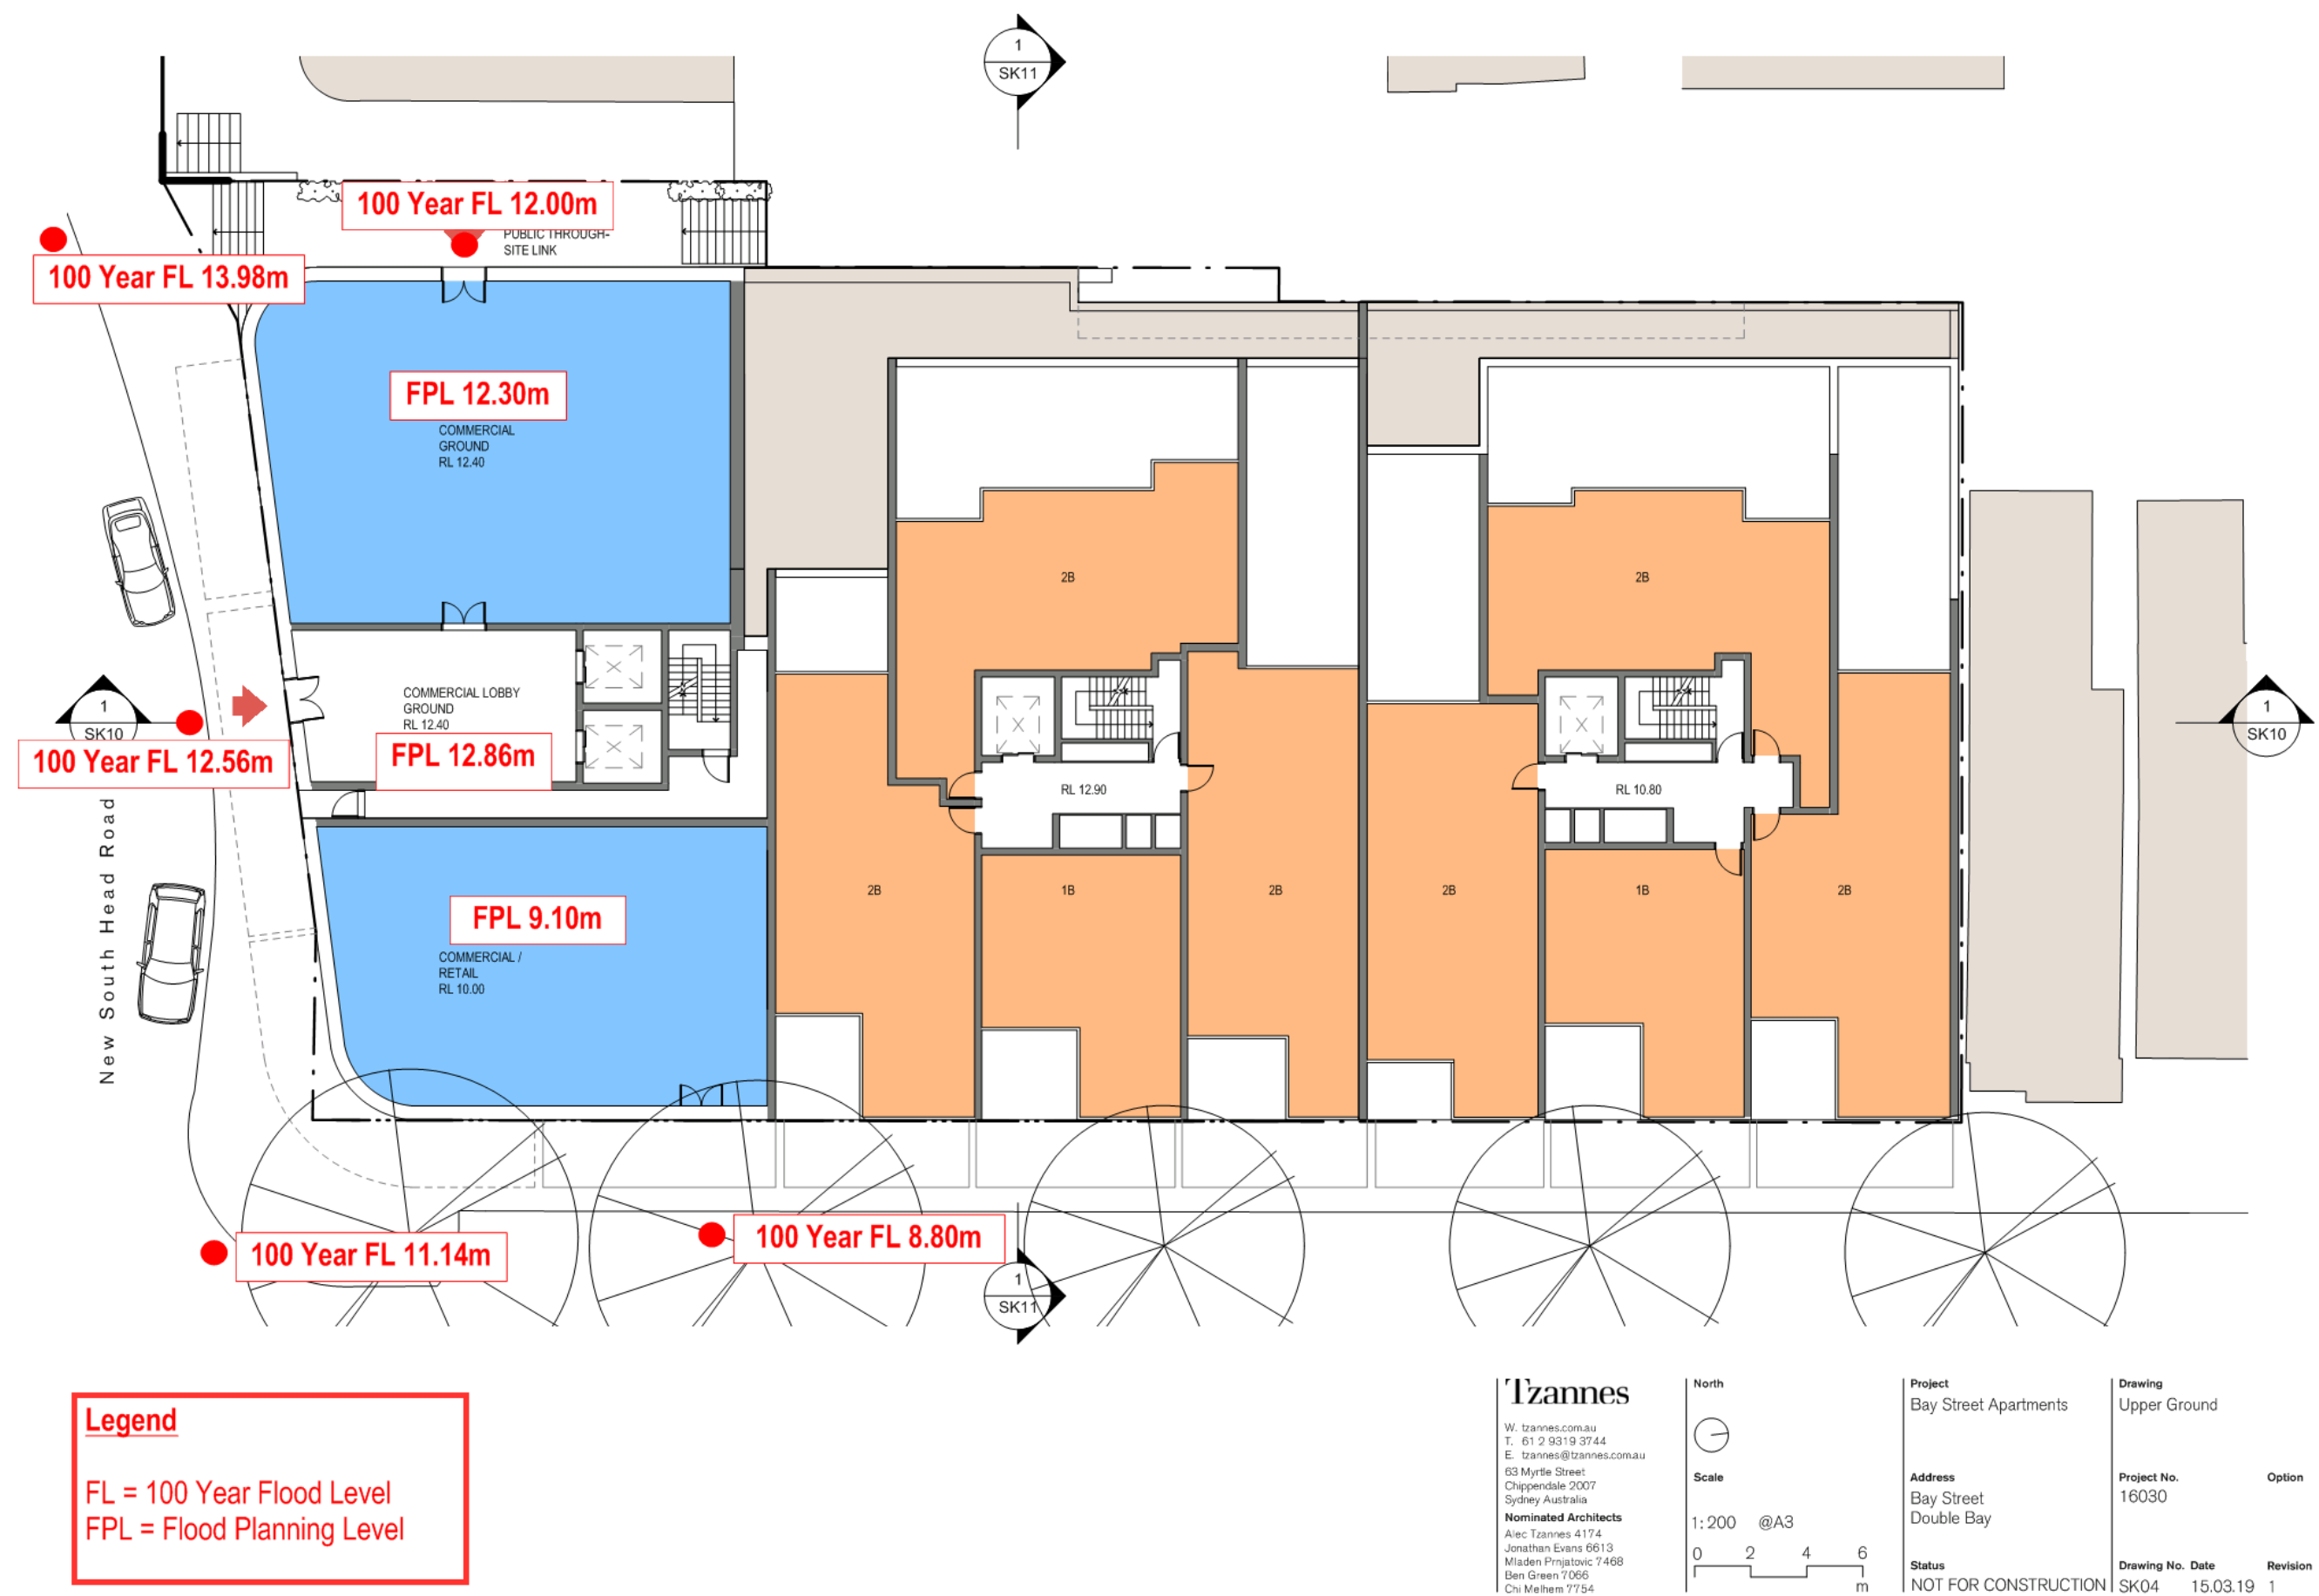 1
SK11
100 Year FL 12.00m
PUBLIC THROUGH-
SITE LINK
100 Year FL 13.98m
FPL 12.30m
COMMERCIAL
GROUND
RL 12.40
2B
2B
COMMERCIAL LOBBY
GROUND
RL 12.40
FPL 12.86m
1
SK10
100 Year FL 12.56m
RL 12.90
RL 10.80
1
SK10
New South Head Road
FPL 9.10m
COMMERCIAL /
RETAIL
RL 10.00
2B
1B
2B
2B
1B
2B
100 Year FL 11.14m
100 Year FL 8.80m
1
SK11
Legend
FL = 100 Year Flood Level
FPL = Flood Planning Level
Tzannes
W. tzannes.com.au
T. 61 2 9319 3744
E. tzannes@tzannes.com.au
63 Myrtle Street
Chippendale 2007
Sydney Australia
Nominated Architects
Alec Tzannes 4174
Jonathan Evans 6613
Mladen Prnjatovic 7468
Ben Green 7066
Chi Melhem 7754
North
Scale
1:200 @A3
0 2 4 6
m
Project
Bay Street Apartments
Address
Bay Street
Double Bay
Status
NOT FOR CONSTRUCTION
Drawing
Upper Ground
Project No.
16030
Option
Drawing No. Date Revision
SK04 15.03.19 1